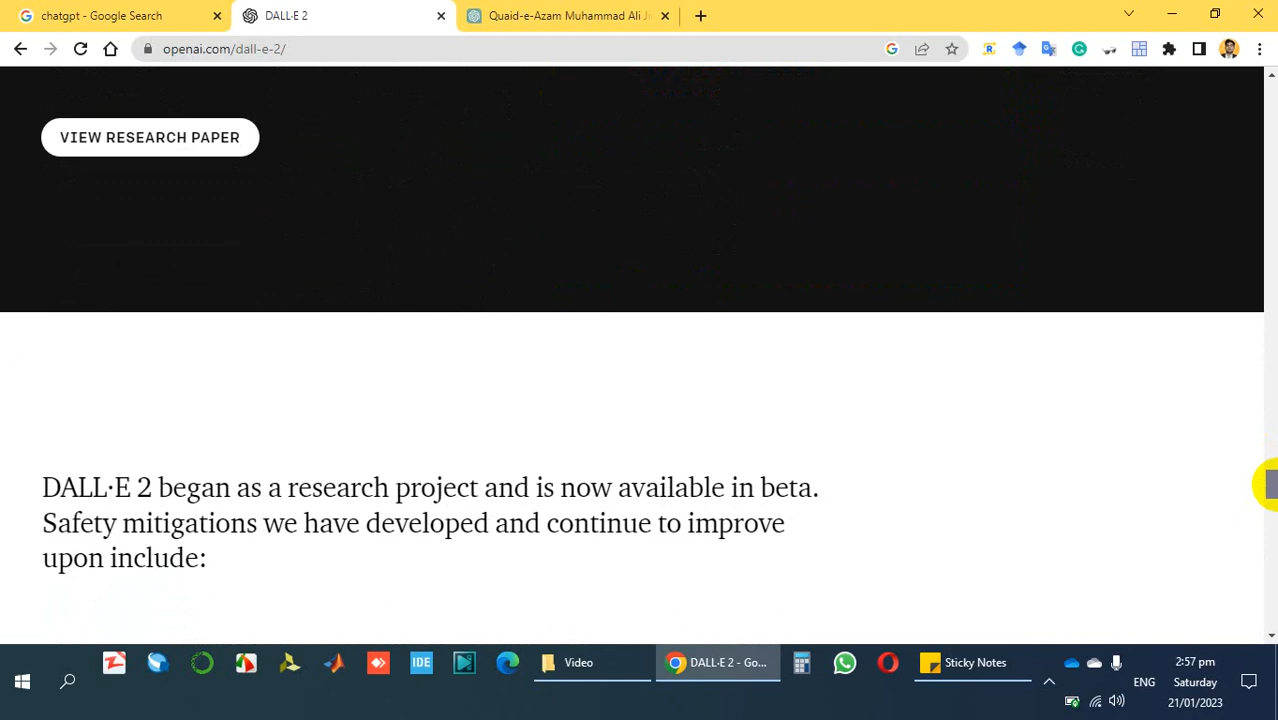 chatgpt - Google Search
DALL·E 2
Quaid-e-Azam Muhammad Ali J
openai.com/dall-e-2/
VIEW RESEARCH PAPER
DALL·E 2 began as a research project and is now available in beta.
Safety mitigations we have developed and continue to improve
upon include:
IDE
Video
DALL·E 2 - Go...
Sticky Notes
ENG
2:57 pm
Saturday
21/01/2023